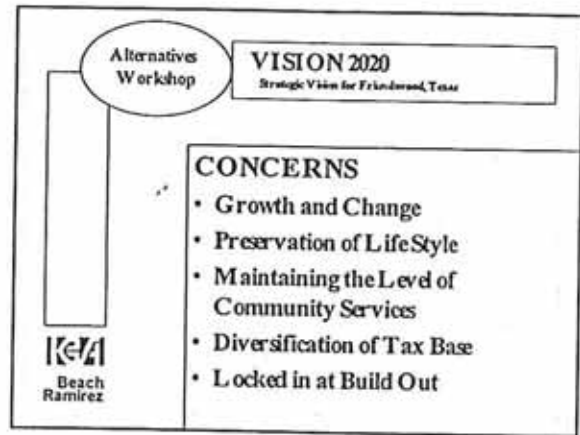 Alternatives
Workshop
VISION 2020
Strategic Vision for Friendswood, Texas
CONCERNS
• Growth and Change
• Preservation of LifeStyle
• Maintaining the Level of
Community Services
• Diversification of Tax Base
• Locked in at Build Out
Beach
Ramirez